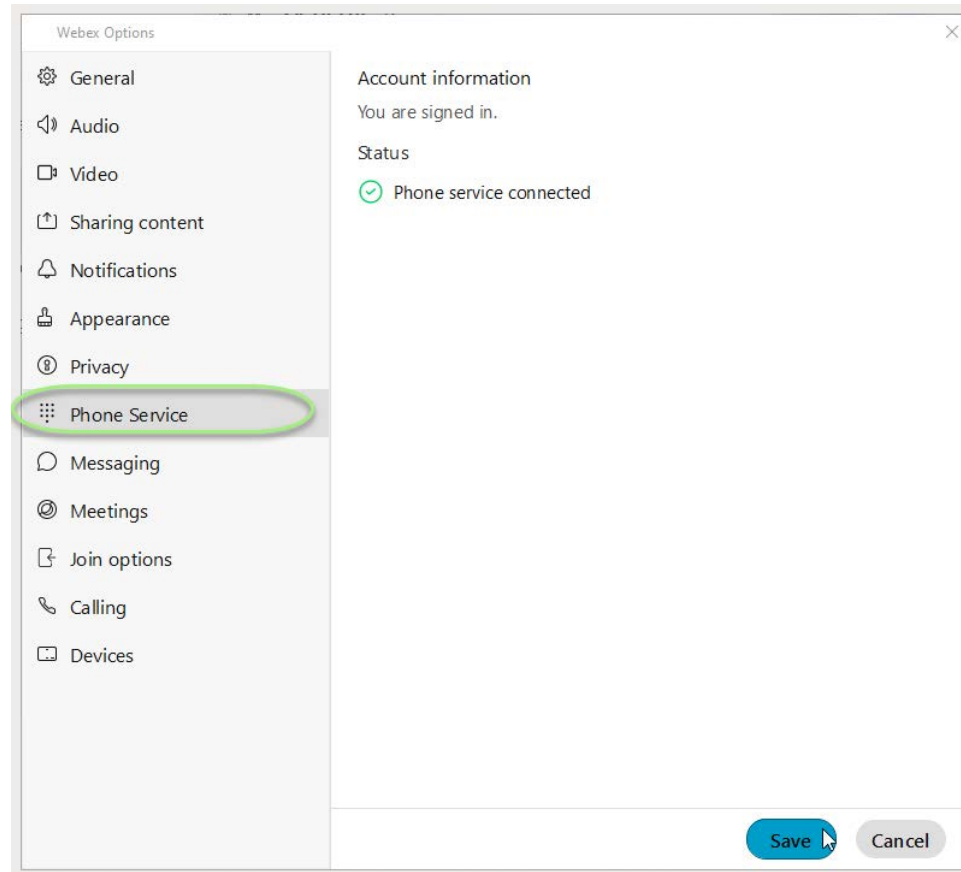 Webex Options
General
Audio
Video
Sharing content
Notifications
Appearance
Privacy
Phone Service
Messaging
Meetings
Join options
Calling
Devices
Account information
You are signed in.
Status
Phone service connected
Save
Cancel